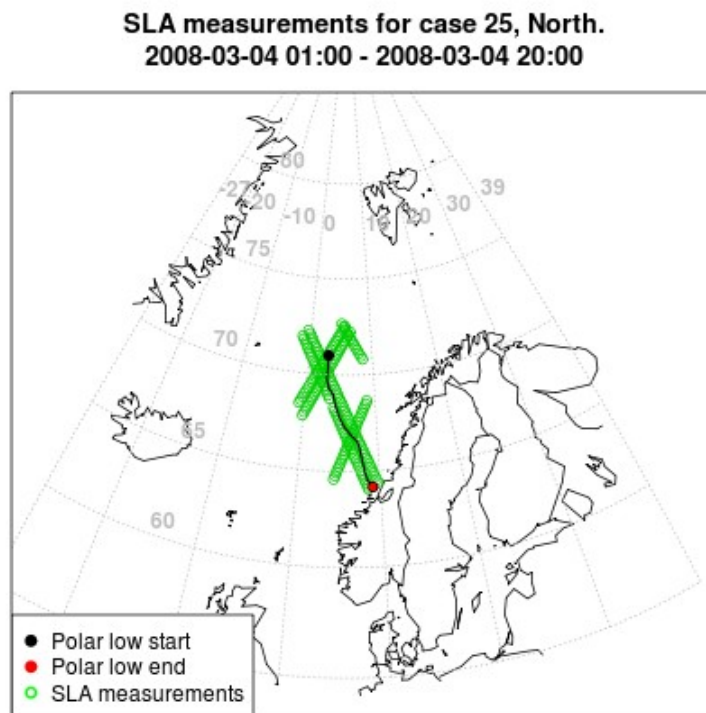 SLA measurements for case 25, North.
2008-03-04 01:00 - 2008-03-04 20:00
80
-27
-20
-10
0
10
20
30
39
75
70
65
60
Polar low start
Polar low end
SLA measurements